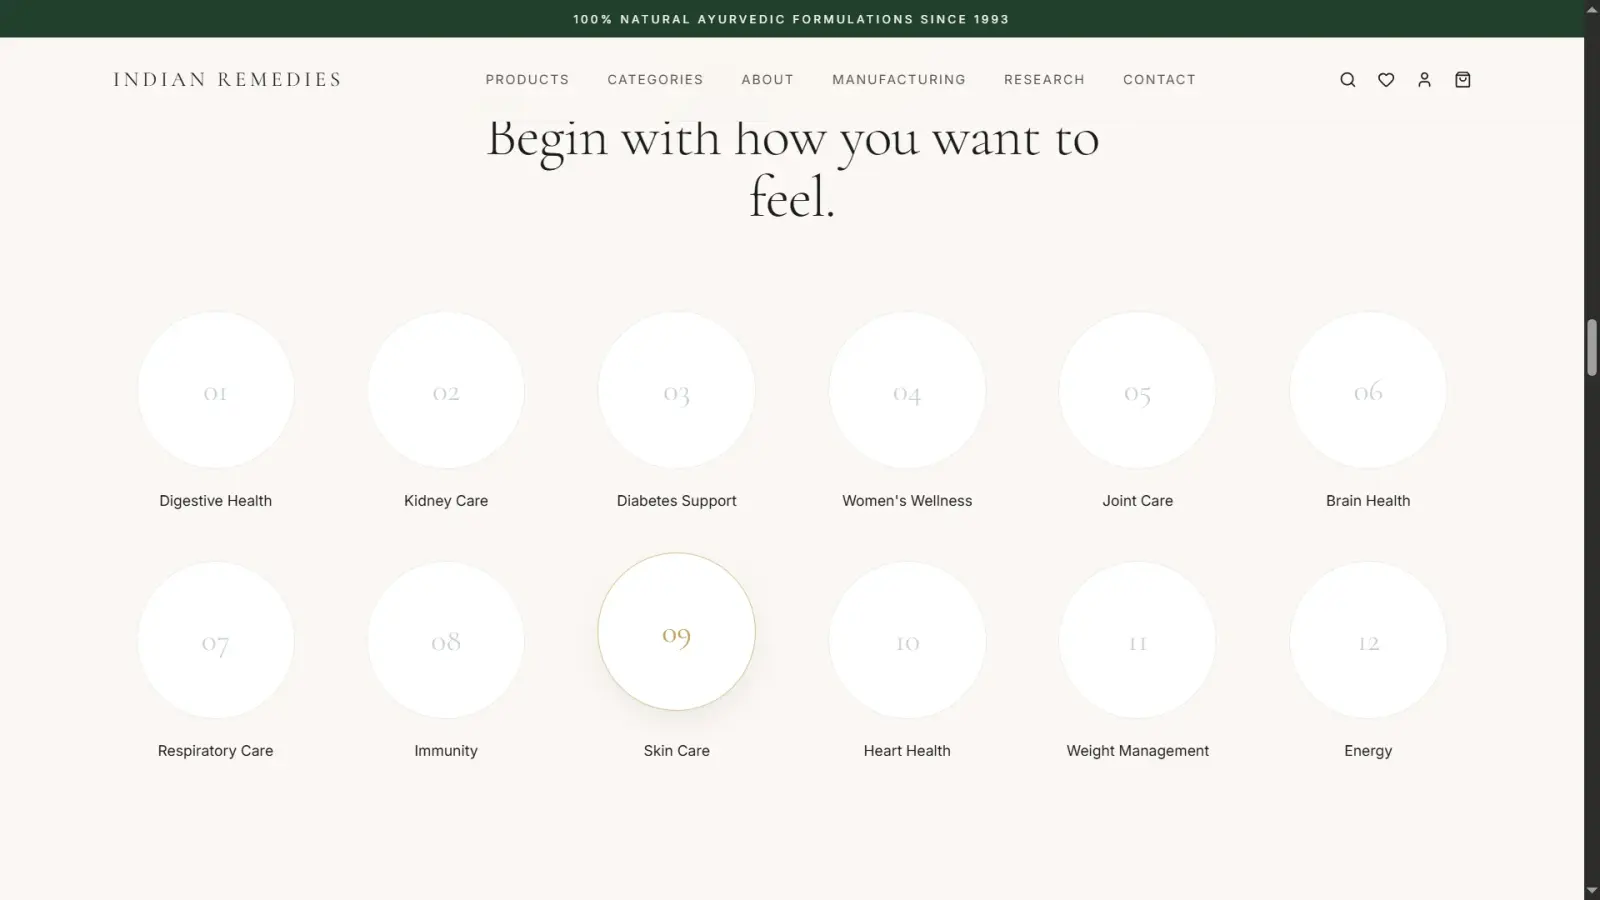 100% NATURAL AYURVEDIC FORMULATIONS SINCE 1993
INDIAN REMEDIES
PRODUCTS CATEGORIES ABOUT MANUFACTURING RESEARCH CONTACT
Begin with how you want to
feel.
01 02 03 04 05 06
Digestive Health Kidney Care Diabetes Support Women's Wellness Joint Care Brain Health
07 08 09 10 11 12
Respiratory Care Immunity Skin Care Heart Health Weight Management Energy